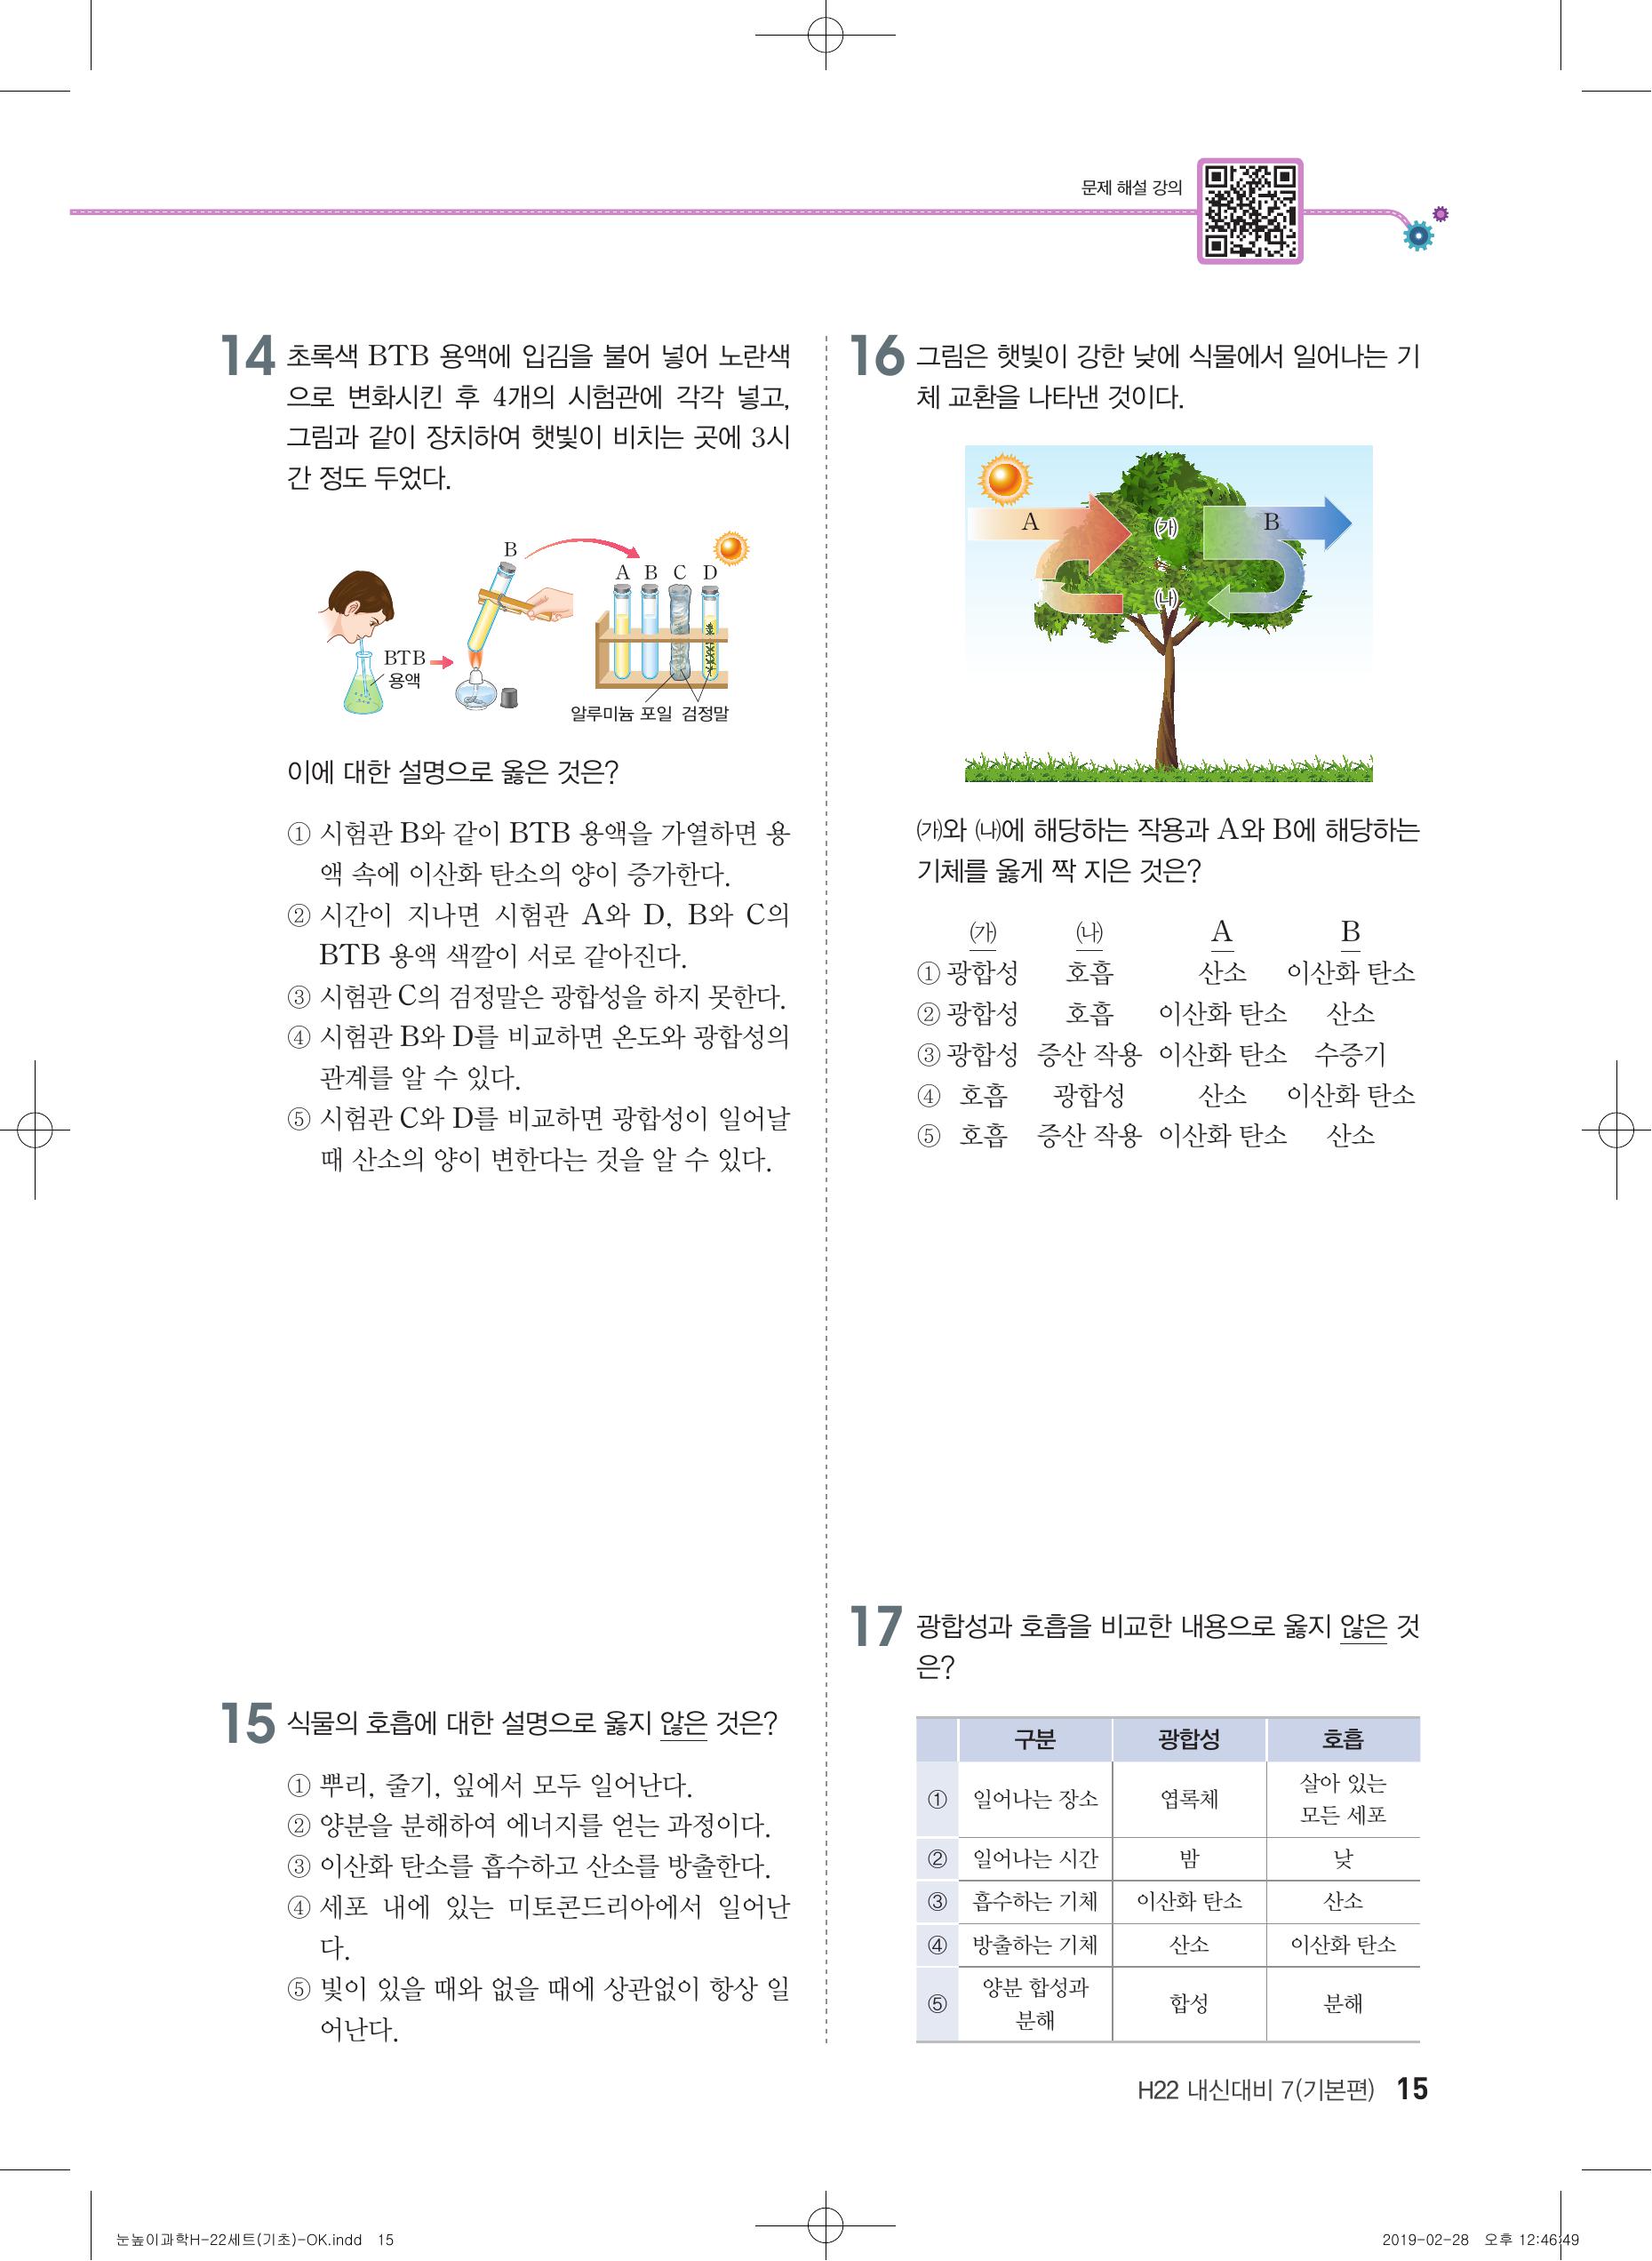 문제 해설 강의
14 초록색 BTB 용액에 입김을 불어 넣어 노란색
으로 변화시킨 후 4개의 시험관에 각각 넣고,
그림과 같이 장치하여 햇빛이 비치는 곳에 3시
간 정도 두었다.
B
A B C D
BTB
용액
알루미늄 포일 검정말
이에 대한 설명으로 옳은 것은?
① 시험관 B와 같이 BTB 용액을 가열하면 용
액 속에 이산화 탄소의 양이 증가한다.
② 시간이 지나면 시험관 A와 D, B와 C의
BTB 용액 색깔이 서로 같아진다.
③ 시험관 C의 검정말은 광합성을 하지 못한다.
④ 시험관 B와 D를 비교하면 온도와 광합성의
관계를 알 수 있다.
⑤ 시험관 C와 D를 비교하면 광합성이 일어날
때 산소의 양이 변한다는 것을 알 수 있다.
15 식물의 호흡에 대한 설명으로 옳지 않은 것은?
① 뿌리, 줄기, 잎에서 모두 일어난다.
② 양분을 분해하여 에너지를 얻는 과정이다.
③ 이산화 탄소를 흡수하고 산소를 방출한다.
④ 세포 내에 있는 미토콘드리아에서 일어난
다.
⑤ 빛이 있을 때와 없을 때에 상관없이 항상 일
어난다.
16 그림은 햇빛이 강한 낮에 식물에서 일어나는 기
체 교환을 나타낸 것이다.
A ㈎ B
㈏
㈎와 ㈏에 해당하는 작용과 A와 B에 해당하는
기체를 옳게 짝 지은 것은?
㈎ ㈏ A B
① 광합성 호흡 산소 이산화 탄소
② 광합성 호흡 이산화 탄소 산소
③ 광합성 증산 작용 이산화 탄소 수증기
④ 호흡 광합성 산소 이산화 탄소
⑤ 호흡 증산 작용 이산화 탄소 산소
17 광합성과 호흡을 비교한 내용으로 옳지 않은 것
은?
구분 광합성 호흡
① 일어나는 장소 엽록체 살아 있는
모든 세포
② 일어나는 시간 밤 낮
③ 흡수하는 기체 이산화 탄소 산소
④ 방출하는 기체 산소 이산화 탄소
⑤ 양분 합성과
분해 합성 분해
H22 내신대비 7(기본편) 15
눈높이과학H-22세트(기초)-OK.indd 15
2019-02-28 오후 12:46:49